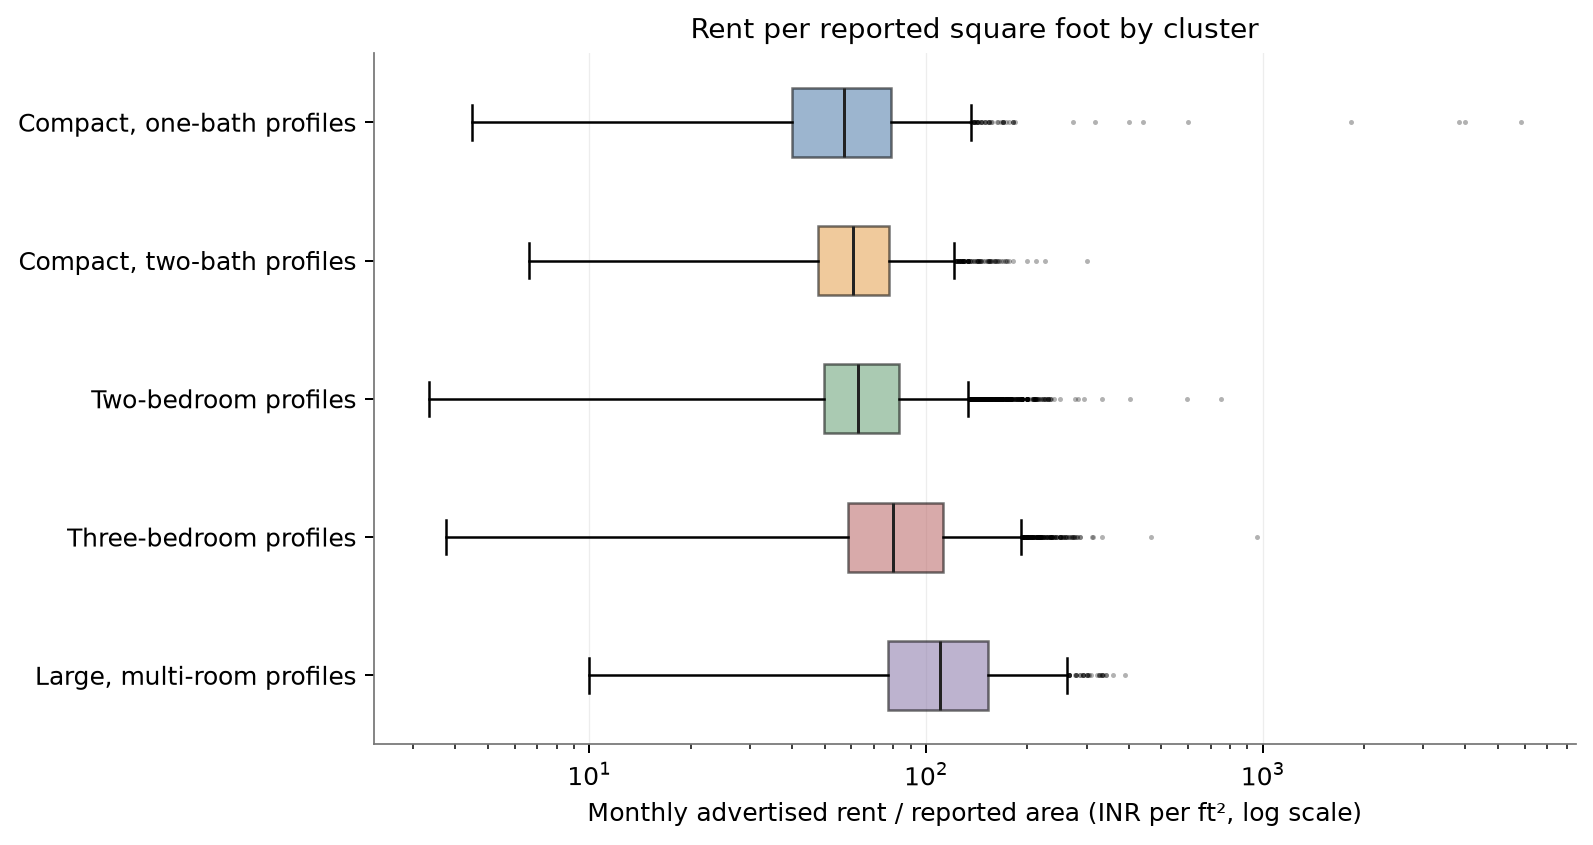 Rent per reported square foot by cluster
Compact, one-bath profiles
Compact, two-bath profiles
Two-bedroom profiles
Three-bedroom profiles
Large, multi-room profiles
10¹ 10² 10³
Monthly advertised rent / reported area (INR per ft², log scale)